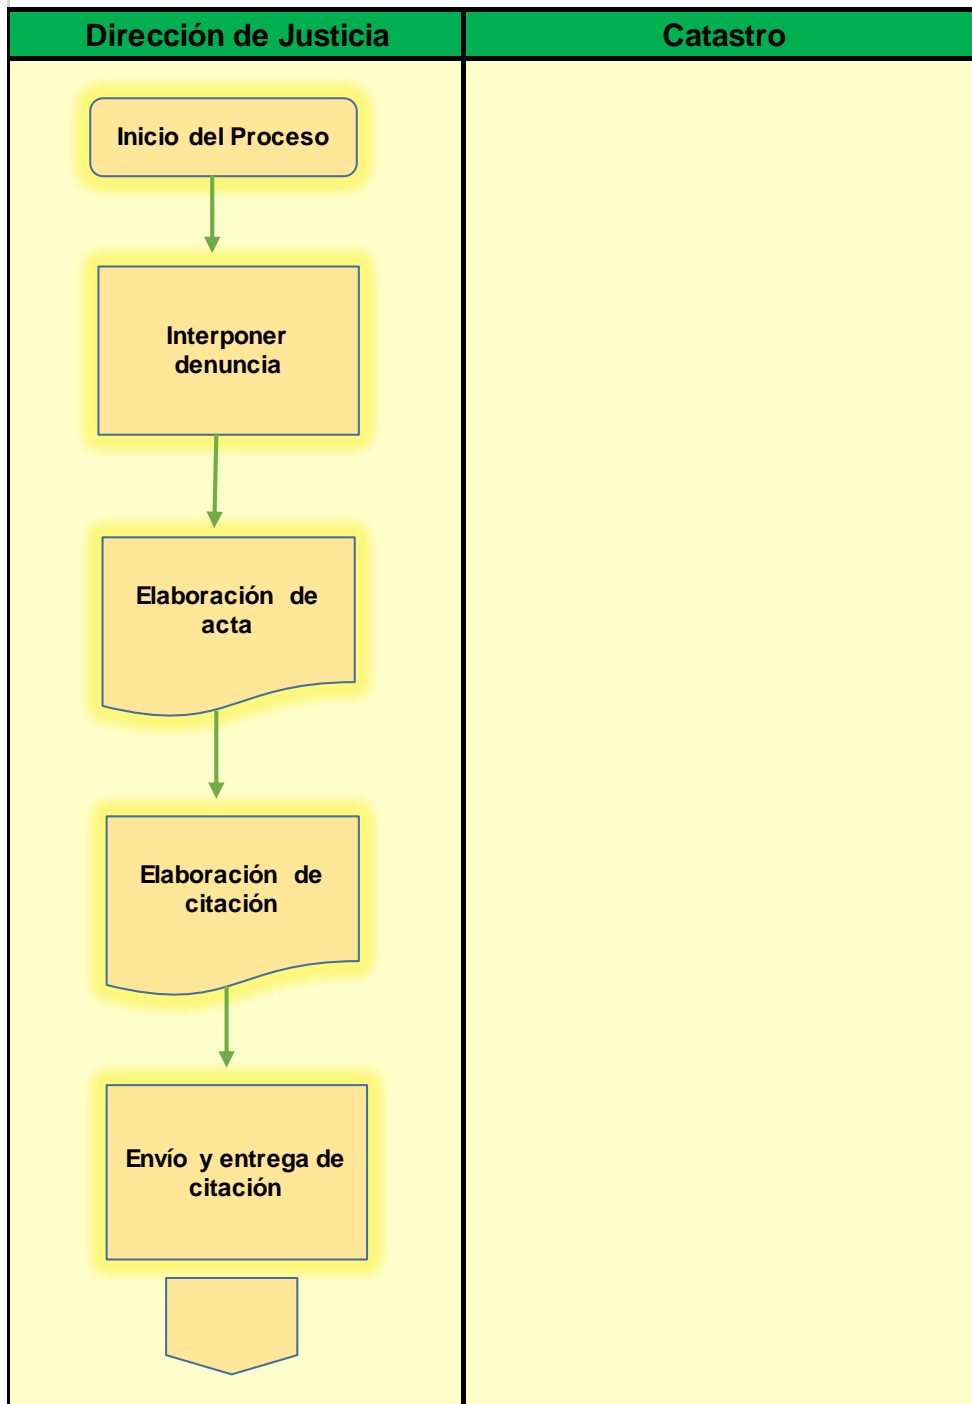 Dirección de Justicia
Catastro
Inicio del Proceso
Interponer
denuncia
Elaboración de
acta
Elaboración de
citación
Envío y entrega de
citación